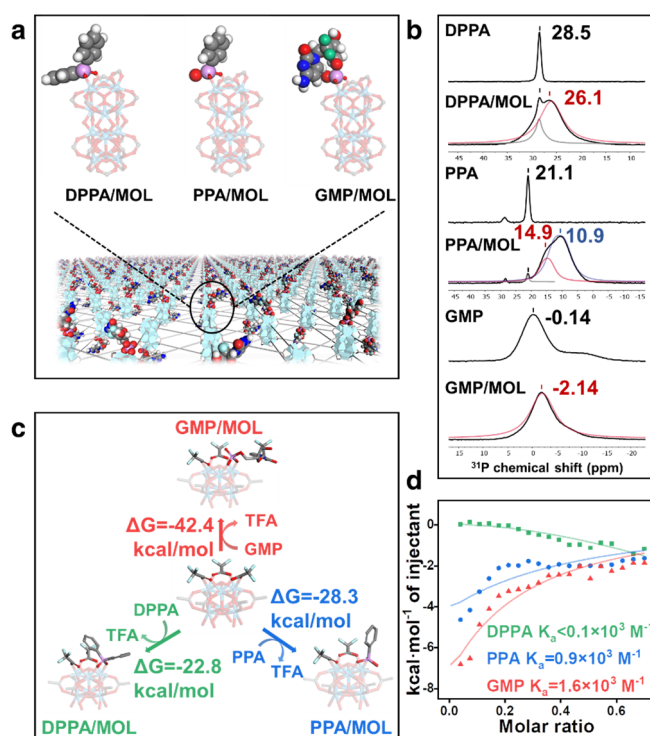 a
DPPA/MOL PPA/MOL GMP/MOL
b
DPPA
28.5
DPPA/MOL
26.1
45 40 35 30 25 20 15 10
PPA
21.1
PPA/MOL
14.9 10.9
45 40 35 30 25 20 15 10 5 0 -5 -10 -15
GMP
-0.14
GMP/MOL
-2.14
15 10 5 0 -5 -10 -15 -20
³¹P chemical shift (ppm)
c
GMP/MOL
ΔG=-42.4
kcal/mol
TFA
GMP
DPPA
TFA
ΔG=-22.8
kcal/mol
ΔG=-28.3
kcal/mol
PPA
TFA
DPPA/MOL
PPA/MOL
d
kcal·mol⁻¹ of injectant
0
-2
-4
-6
-8
DPPA Kₐ<0.1×10³ M⁻¹
PPA Kₐ=0.9×10³ M⁻¹
GMP Kₐ=1.6×10³ M⁻¹
0.0 0.2 0.4 0.6
Molar ratio